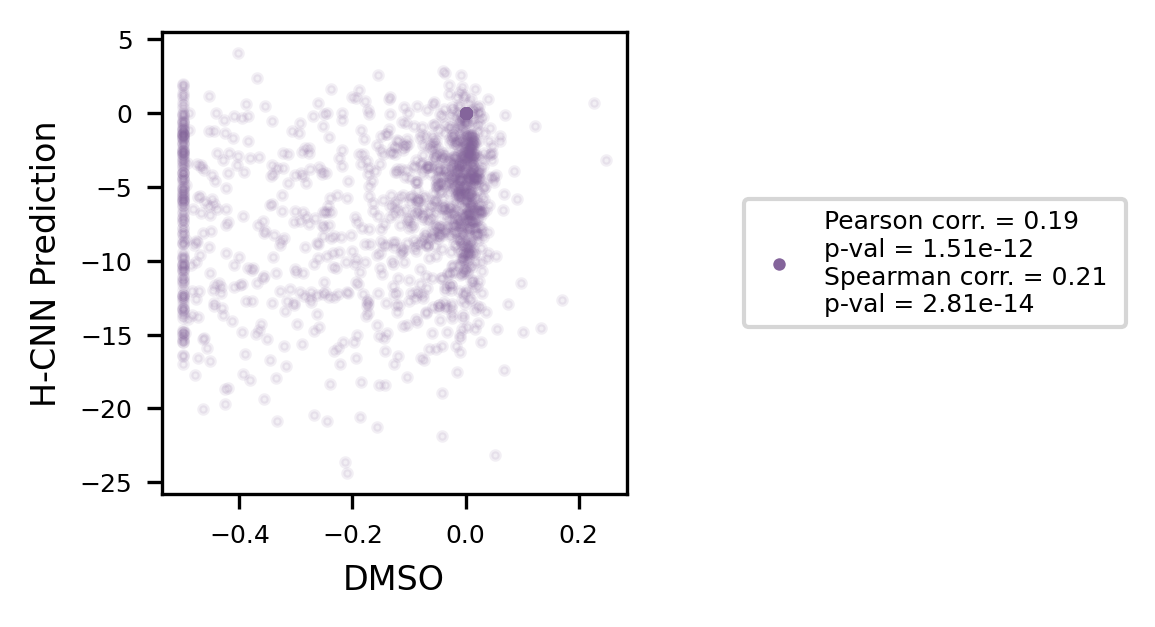 5
0
−5
−10
−15
−20
−25
H-CNN Prediction
−0.4
−0.2
0.0
0.2
DMSO
Pearson corr. = 0.19
p-val = 1.51e-12
Spearman corr. = 0.21
p-val = 2.81e-14